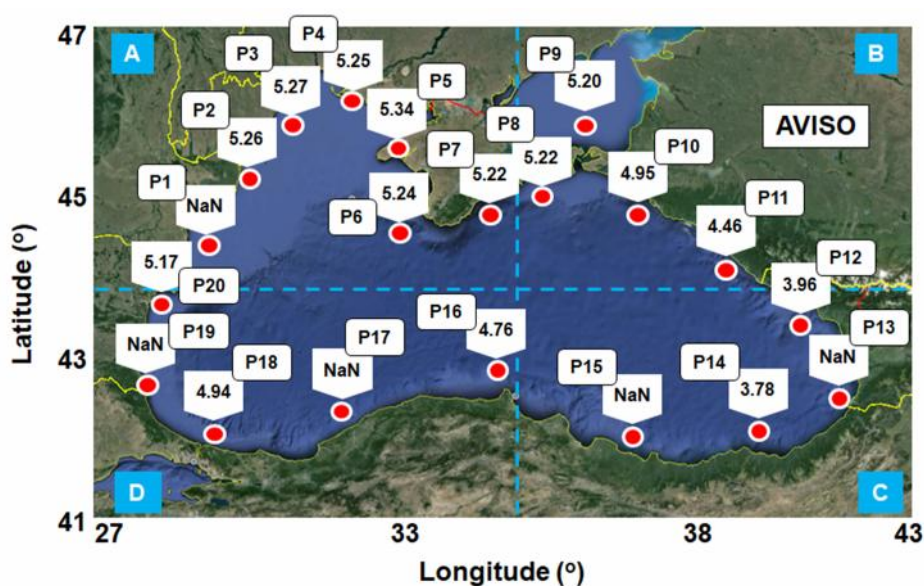 47
A
P3
P4
5.25
P9
B
5.27
P5
5.20
P2
5.34
P8
AVISO
5.26
P7
5.22
P10
P1
5.22
4.95
45
NaN
P6
5.24
P11
4.46
5.17
P20
P12
3.96
P16
P19
P17
4.76
P13
43
NaN
P18
P15
P14
NaN
4.94
NaN
NaN
3.78
D
C
41
27
33
38
43
Latitude (°)
Longitude (°)